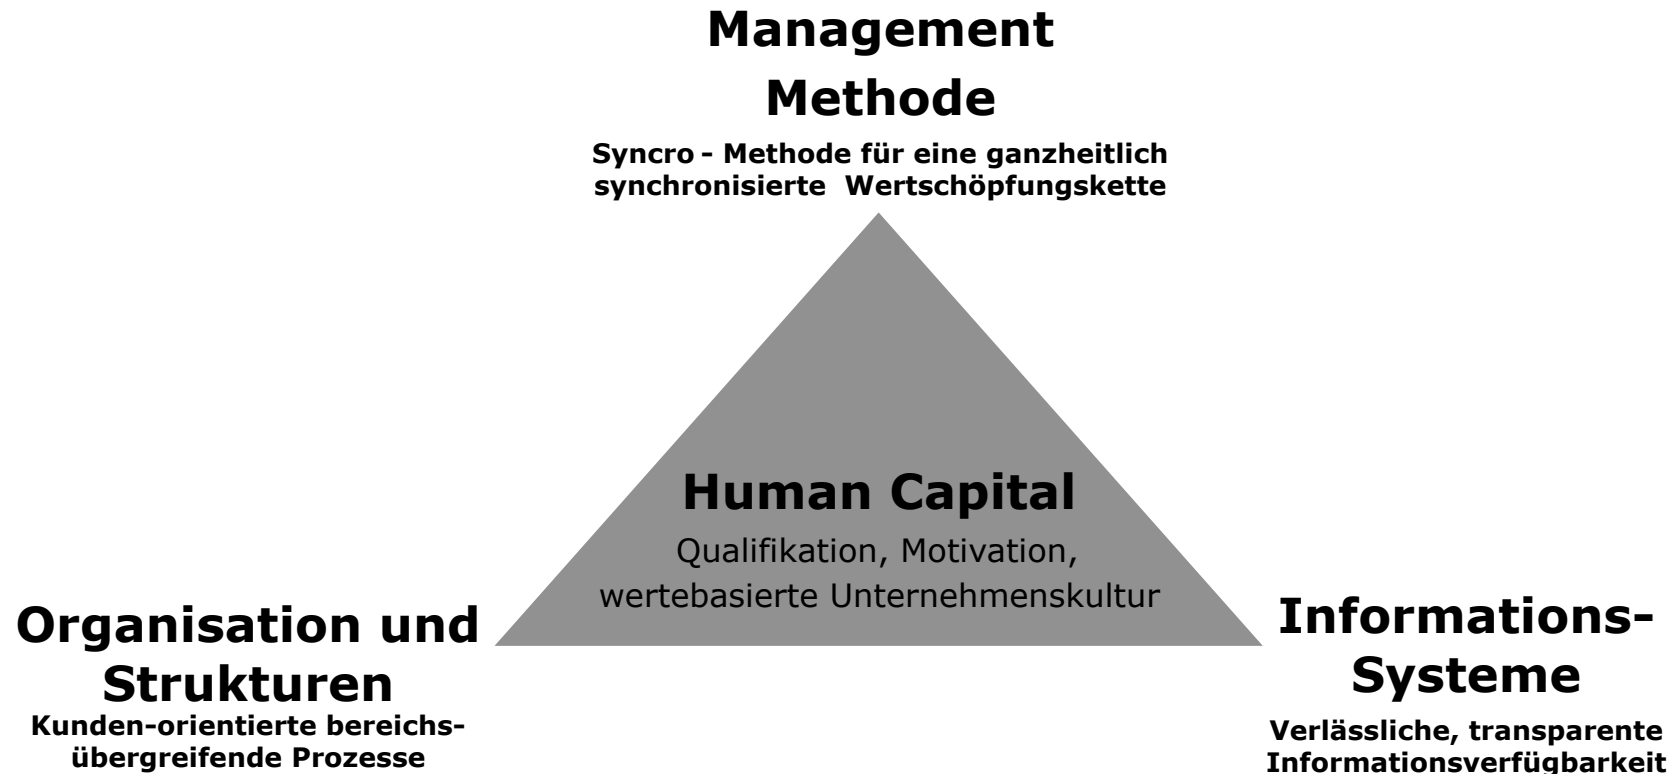 Management
Methode
Syncro - Methode für eine ganzheitlich
synchronisierte  Wertschöpfungskette
Human Capital
Qualifikation, Motivation,
wertebasierte Unternehmenskultur
Organisation und
Strukturen
Kunden-orientierte bereichs-
übergreifende Prozesse
Informations-
Systeme
Verlässliche, transparente
Informationsverfügbarkeit